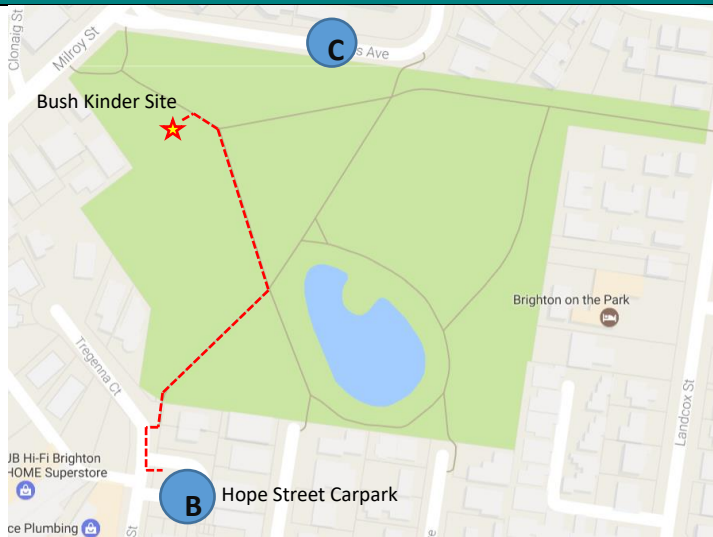 Clonaig St
Milroy St
C
s Ave
Bush Kinder Site
Brighton on the Park
Tregenna Ct
Landcox St
JB Hi-Fi Brighton
HOME Superstore
B
Hope Street Carpark
ce Plumbing
St
e